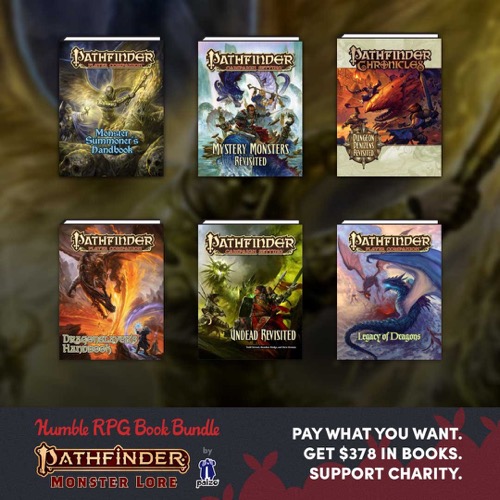 PATHFINDER
PLAYER COMPANION
Monster
Summoner's
Handbook
PATHFINDER
CAMPAIGN SETTING
MYSTERY MONSTERS
REVISITED
PATHFINDER
CHRONICLES
DUNGEON
DENIZENS
REVISITED
PATHFINDER
PLAYER COMPANION
DRAGONSLAYER'S
HANDBOOK
PATHFINDER
CAMPAIGN SETTING
UNDEAD REVISITED
PATHFINDER
PLAYER COMPANION
Legacy of Dragons
Humble RPG Book Bundle
PATHFINDER
MONSTER LORE
by
paizo
PAY WHAT YOU WANT.
GET $378 IN BOOKS.
SUPPORT CHARITY.